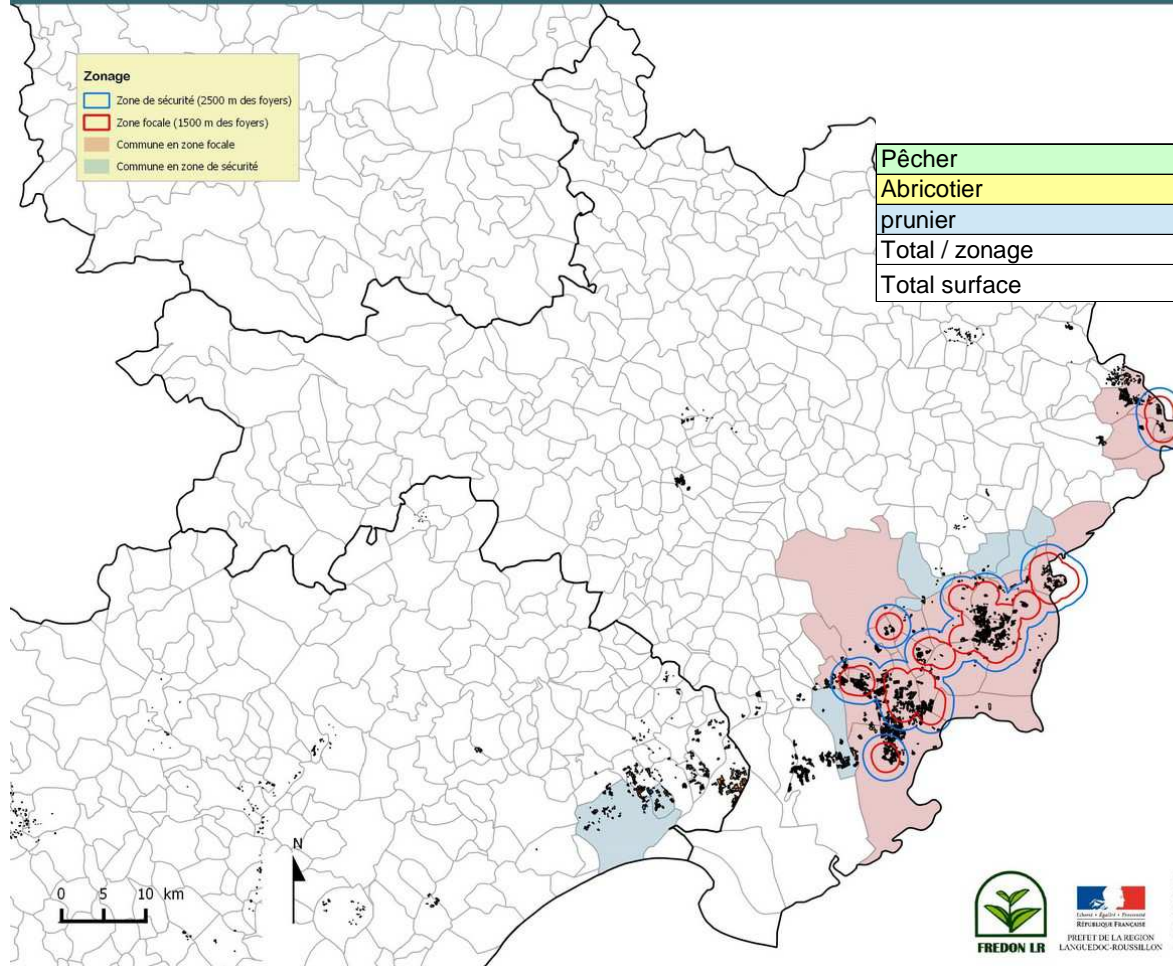 Zonage
Zone de sécurité (2500 m des foyers)
Zone focale (1500 m des foyers)
Commune en zone focale
Commune en zone de sécurité
Pêcher
Abricotier
prunier
Total / zonage
Total surface
N
0 5 10 km
FREDON LR
Liberté • Égalité • Fraternité
RÉPUBLIQUE FRANÇAISE
PREFET DE LA REGION
LANGUEDOC-ROUSSILLON